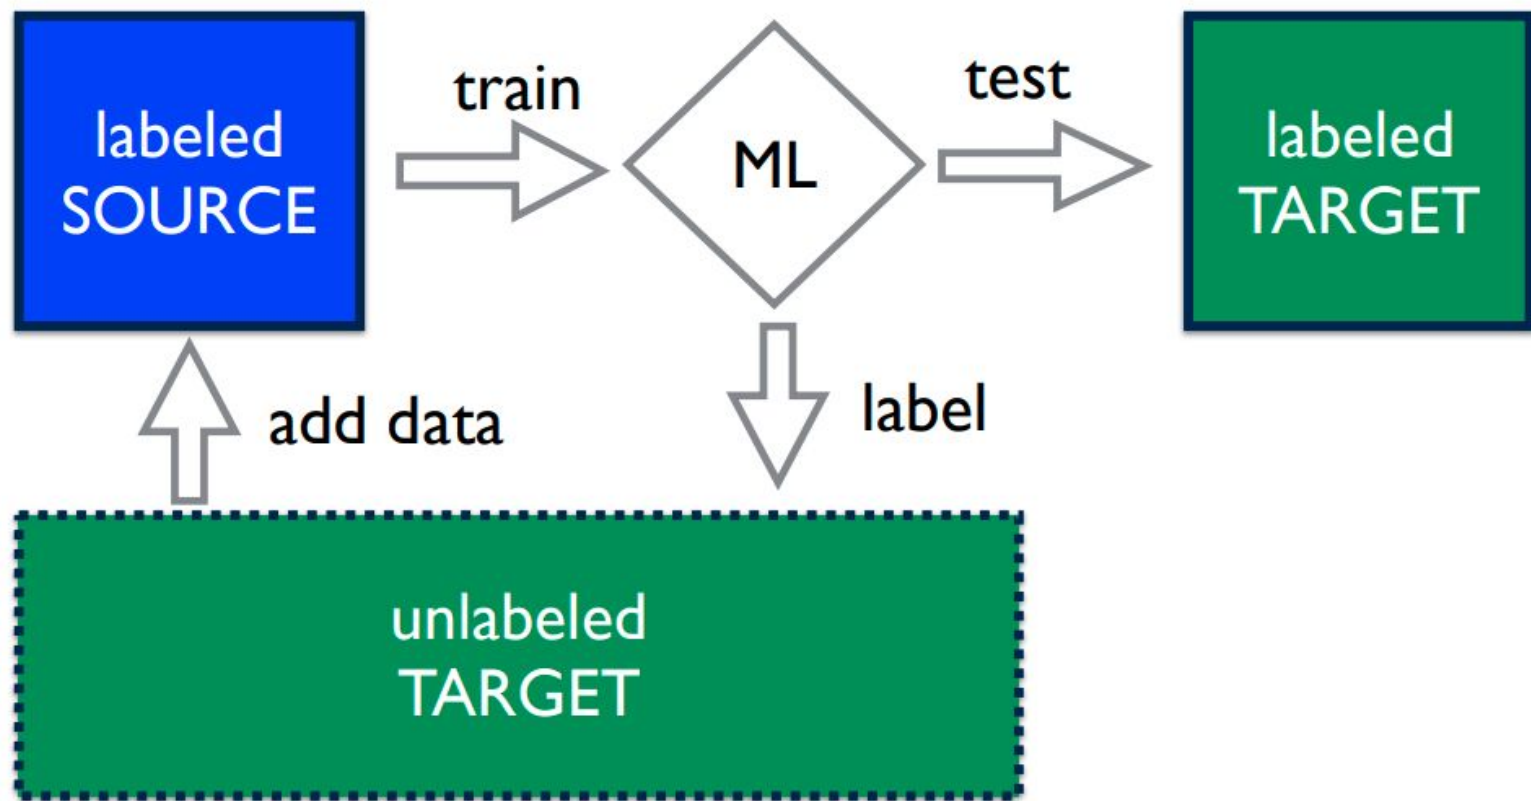 train
test
labeled
SOURCE
ML
labeled
TARGET
add data
label
unlabeled
TARGET